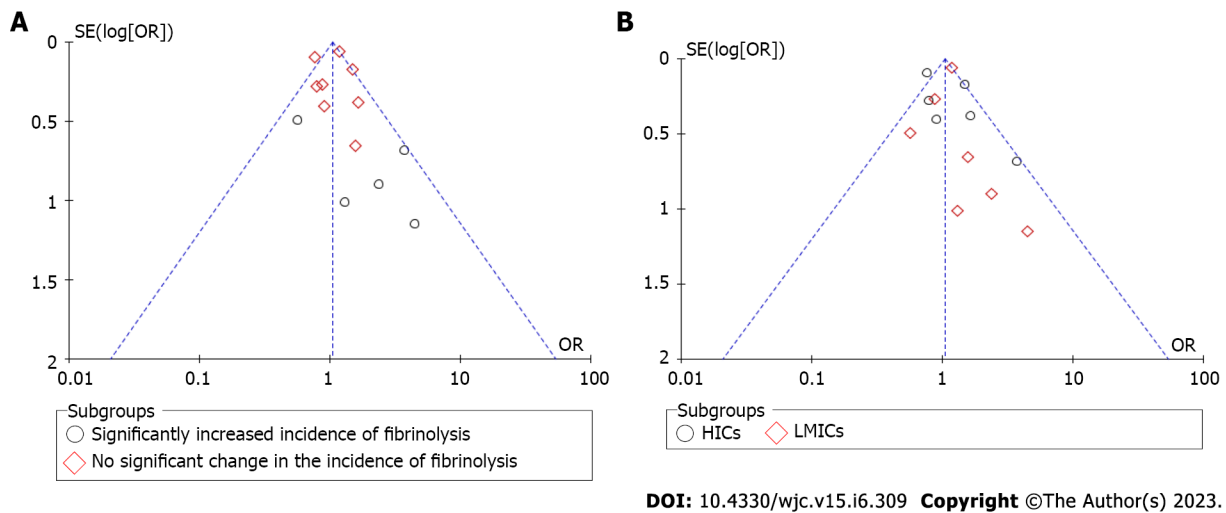 A
SE(log[OR])
0
0.5
1
1.5
2
OR
0.01
0.1
1
10
100
Subgroups
Significantly increased incidence of fibrinolysis
No significant change in the incidence of fibrinolysis
B
SE(log[OR])
0
0.5
1
1.5
2
OR
0.01
0.1
1
10
100
Subgroups
HICs LMICs
DOI: 10.4330/wjc.v15.i6.309 Copyright ©The Author(s) 2023.